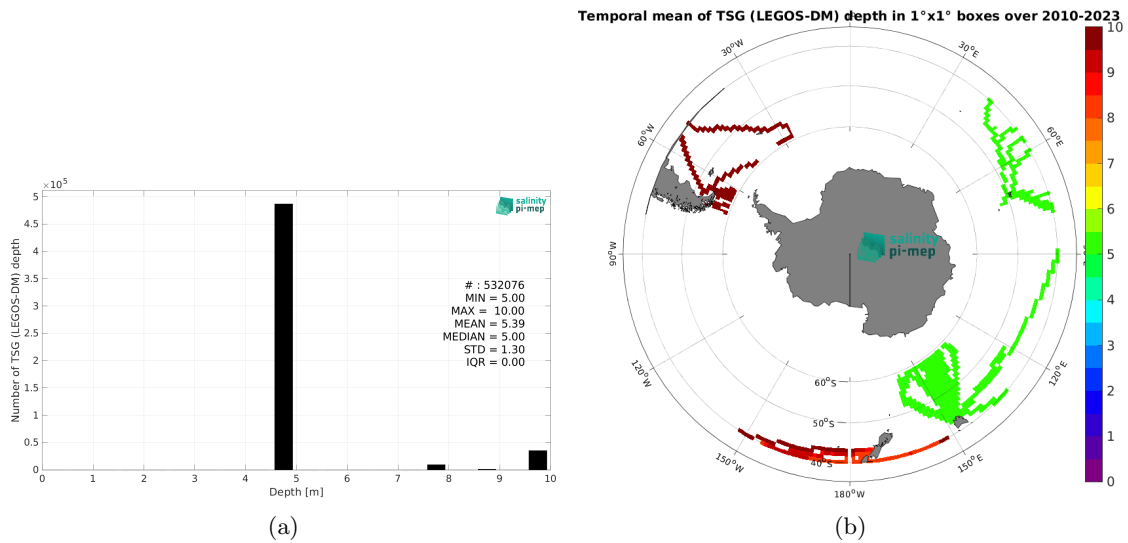 Temporal mean of TSG (LEGOS-DM) depth in 1°x1° boxes over 2010-2023
×10⁵
5
4.5
4
3.5
3
2.5
2
1.5
1
0.5
0
Number of TSG (LEGOS-DM) depth
salinity
pi-mep
# : 532076
MIN = 5.00
MAX = 10.00
MEAN = 5.39
MEDIAN = 5.00
STD = 1.30
IQR = 0.00
0 1 2 3 4 5 6 7 8 9 10
Depth [m]
(a)
30°W
30°E
60°W
60°E
90°W
salinity
pi-mep
120°W
120°E
60°S
50°S
40°S
150°W
150°E
180°W
10
9
8
7
6
5
4
3
2
1
0
(b)